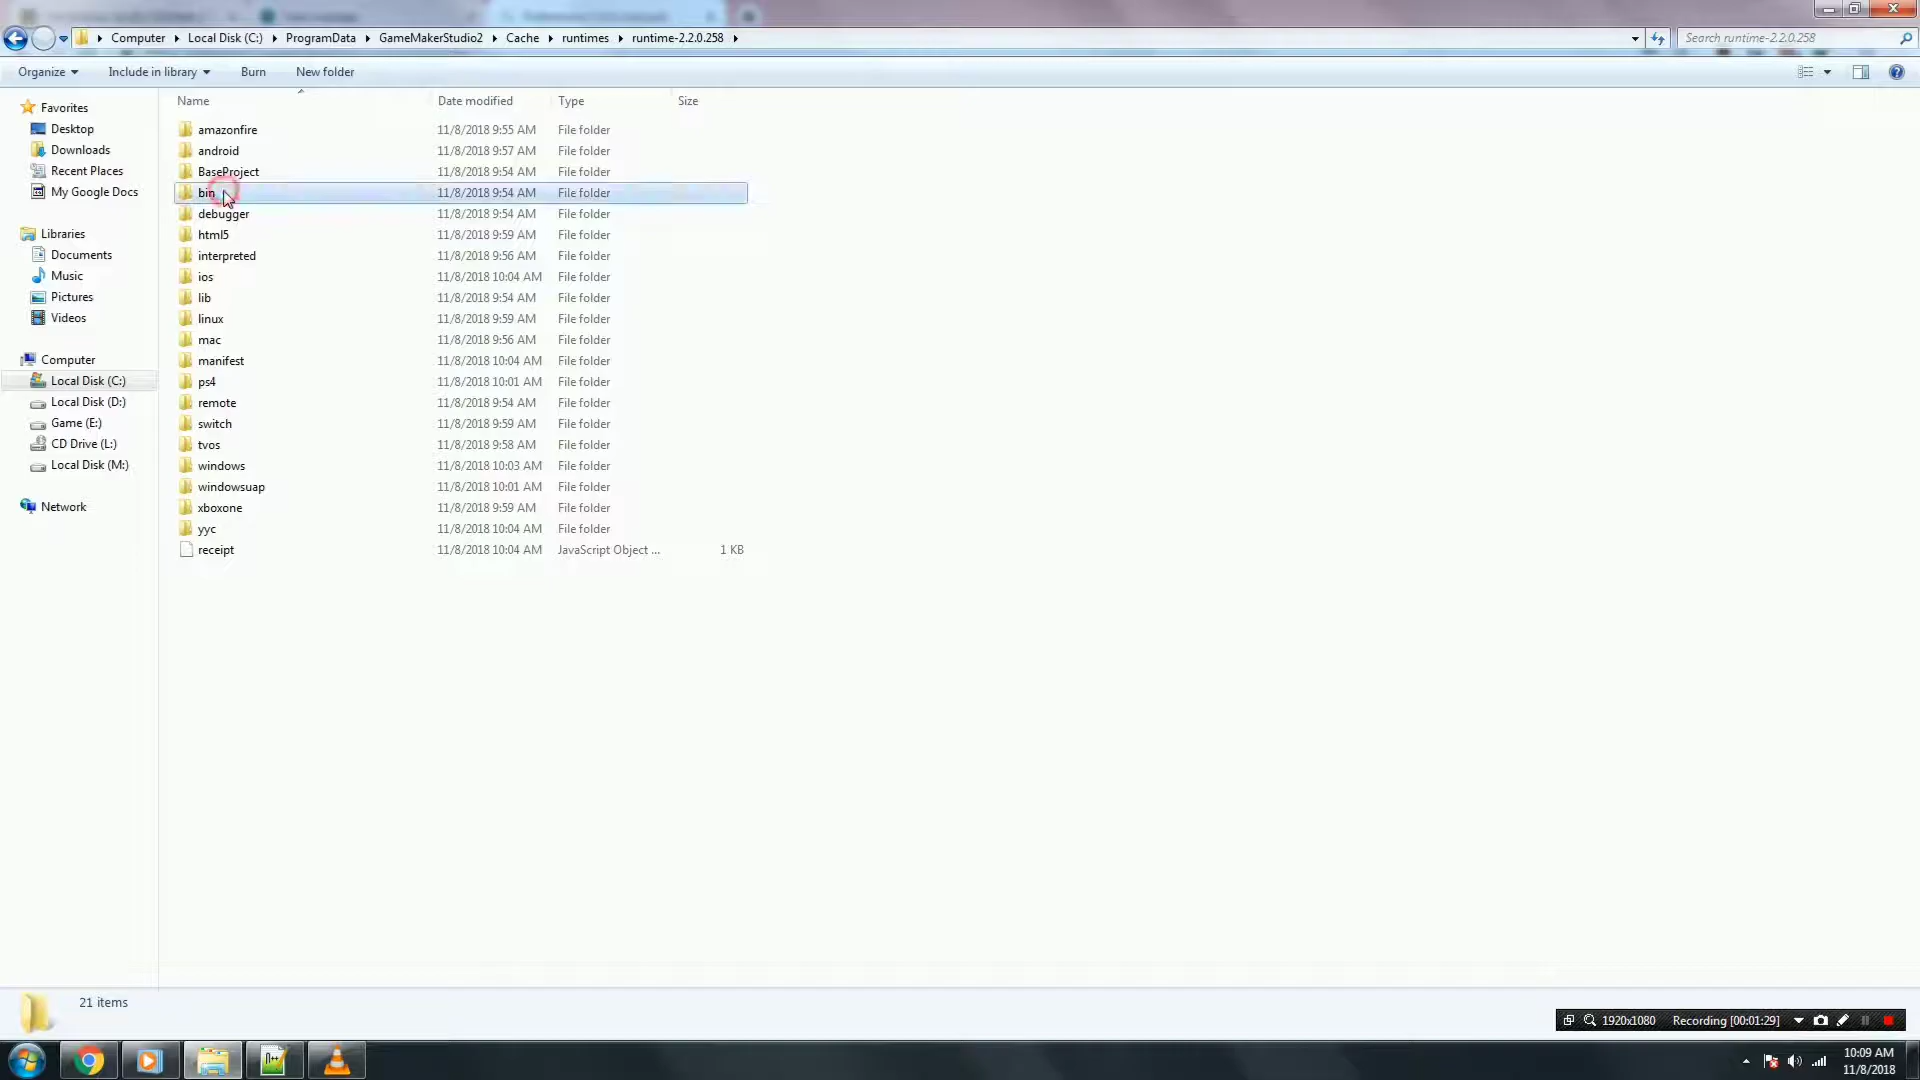 Computer Local Disk (C:) ProgramData GameMakerStudio2 Cache runtimes runtime-2.2.0.258 Search runtime-2.2.0.258
Organize Include in library Burn New folder
Favorites
Desktop
Downloads
Recent Places
My Google Docs
Libraries
Documents
Music
Pictures
Videos
Computer
Local Disk (C:)
Local Disk (D:)
Game (E:)
CD Drive (L:)
Local Disk (M:)
Network
Name Date modified Type Size
amazonfire 11/8/2018 9:55 AM File folder
android 11/8/2018 9:57 AM File folder
BaseProject 11/8/2018 9:54 AM File folder
bin 11/8/2018 9:54 AM File folder
debugger 11/8/2018 9:54 AM File folder
html5 11/8/2018 9:59 AM File folder
interpreted 11/8/2018 9:56 AM File folder
ios 11/8/2018 10:04 AM File folder
lib 11/8/2018 9:54 AM File folder
linux 11/8/2018 9:59 AM File folder
mac 11/8/2018 9:56 AM File folder
manifest 11/8/2018 10:04 AM File folder
ps4 11/8/2018 10:01 AM File folder
remote 11/8/2018 9:54 AM File folder
switch 11/8/2018 9:59 AM File folder
tvos 11/8/2018 9:58 AM File folder
windows 11/8/2018 10:03 AM File folder
windowsuap 11/8/2018 10:01 AM File folder
xboxone 11/8/2018 9:59 AM File folder
yyc 11/8/2018 10:04 AM File folder
receipt 11/8/2018 10:04 AM JavaScript Object ... 1 KB
21 items
1920x1080 Recording [00:01:29]
10:09 AM
11/8/2018